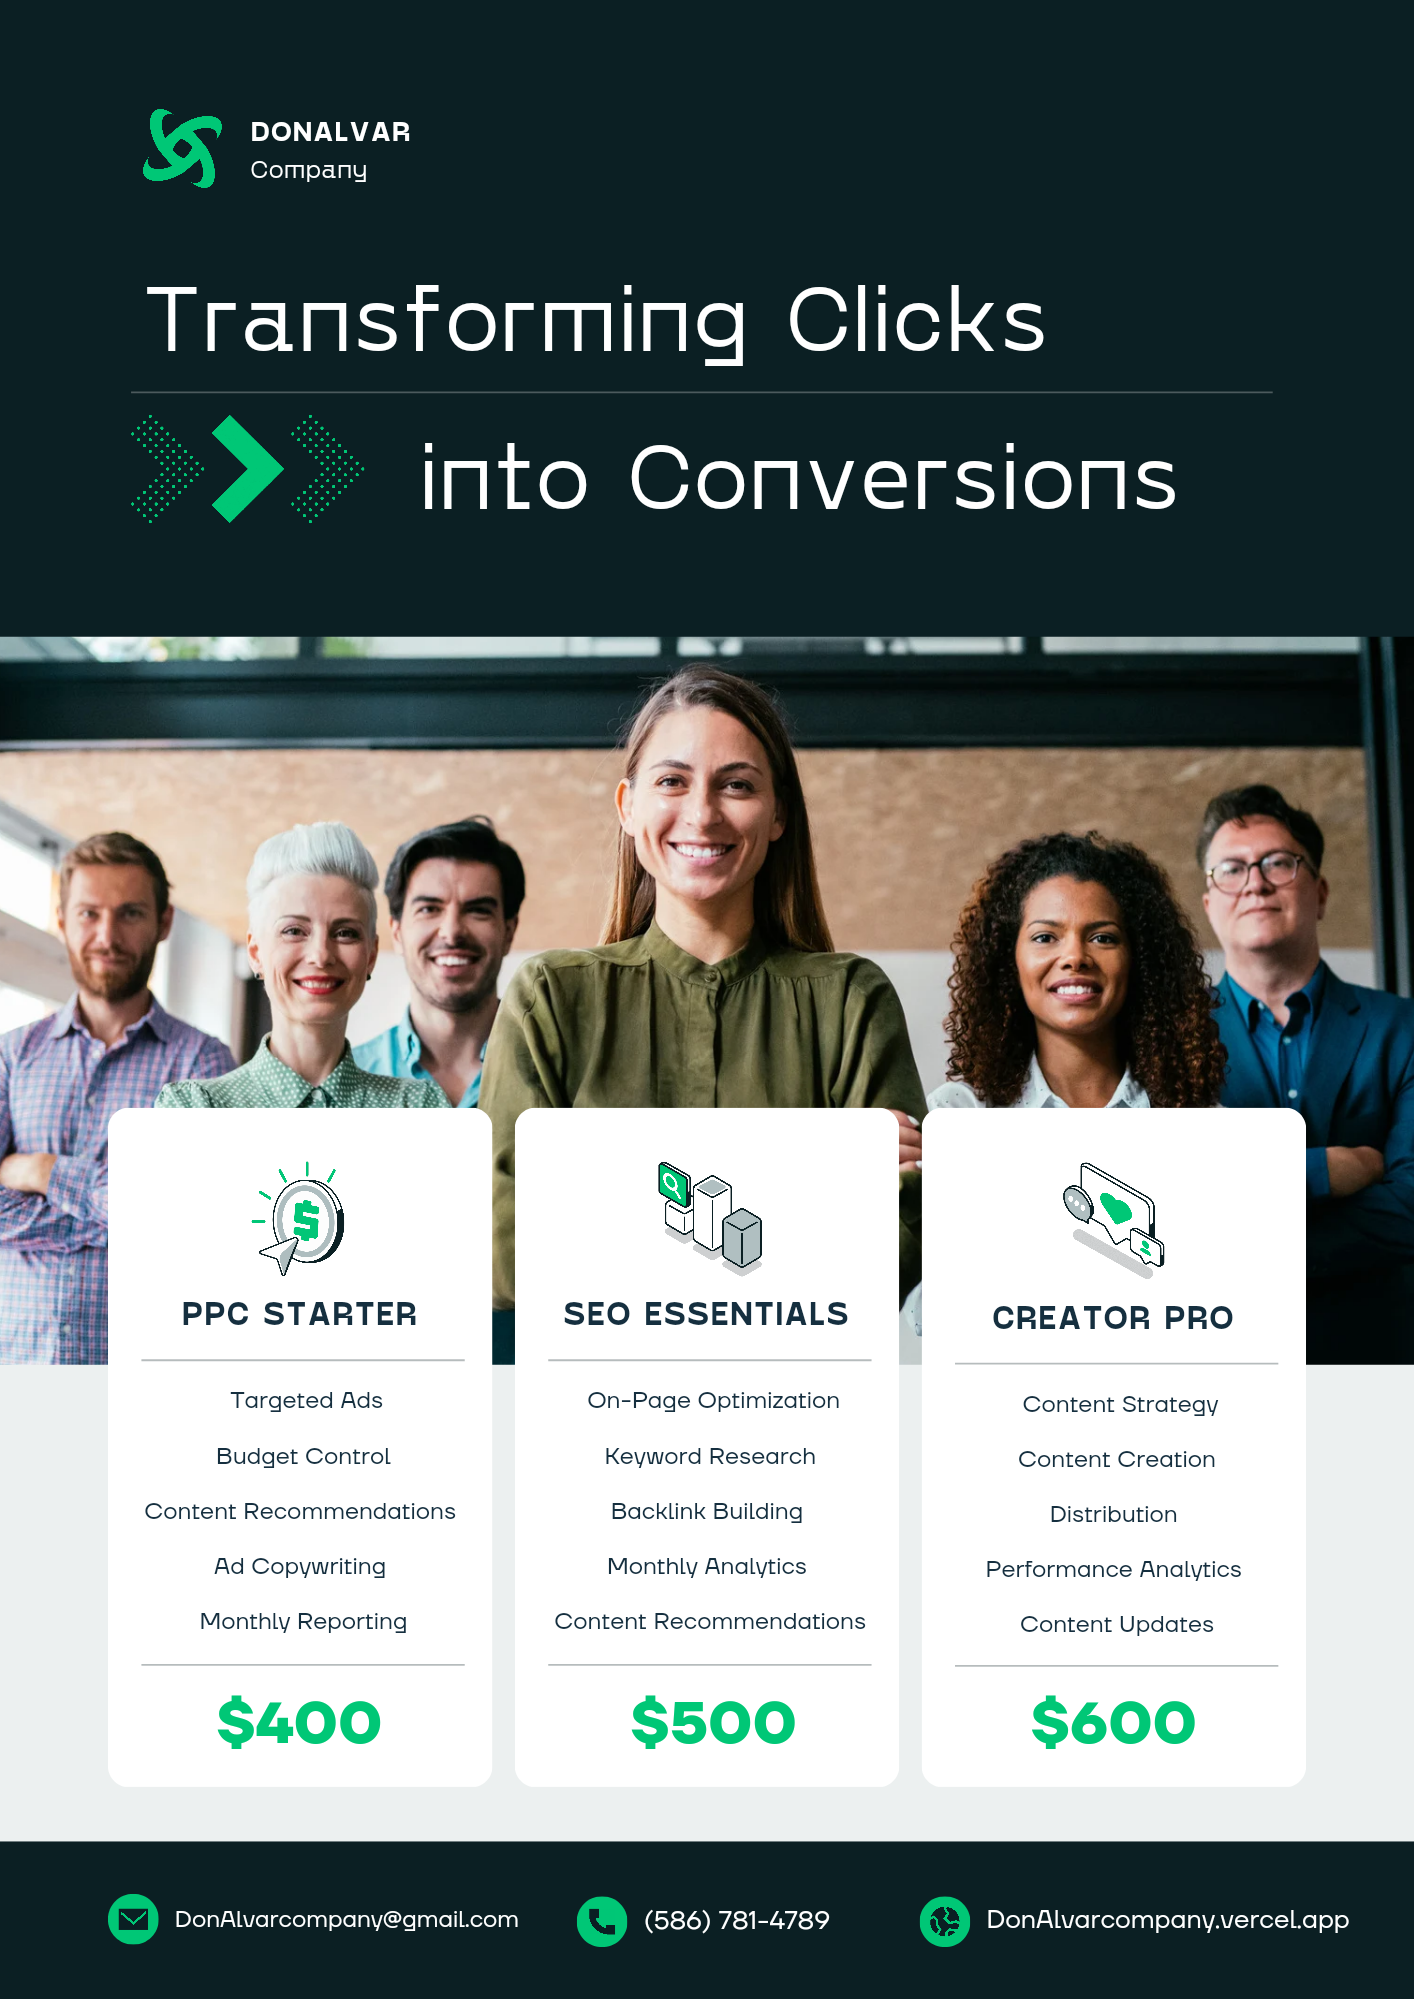 DONALVAR
Company
Transforming Clicks
into Conversions
PPC STARTER
Targeted Ads
Budget Control
Content Recommendations
Ad Copywriting
Monthly Reporting
$400
SEO ESSENTIALS
On-Page Optimization
Keyword Research
Backlink Building
Monthly Analytics
Content Recommendations
$500
CREATOR PRO
Content Strategy
Content Creation
Distribution
Performance Analytics
Content Updates
$600
DonAlvarcompany@gmail.com
(586) 781-4789
DonAlvarcompany.vercel.app